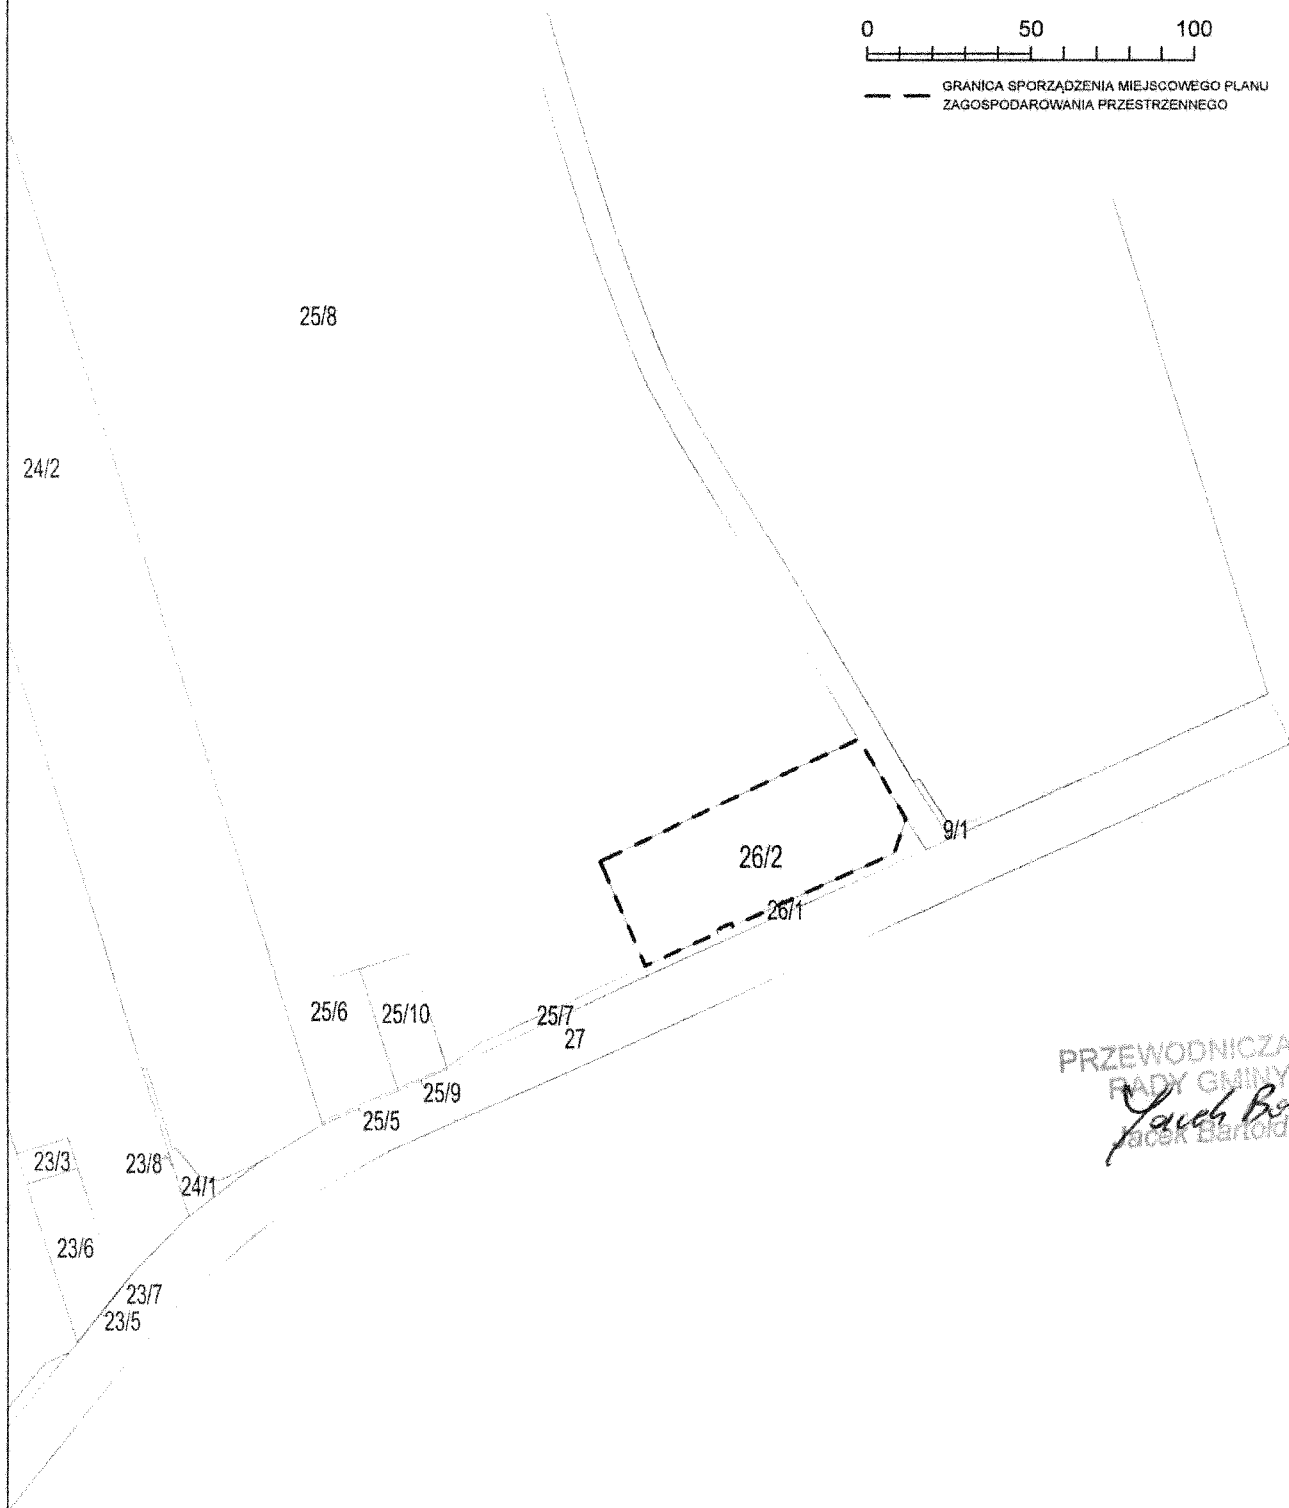 0 50 100
GRANICA SPORZĄDZENIA MIEJSCOWEGO PLANU
ZAGOSPODAROWANIA PRZESTRZENNEGO
25/8
24/2
9/1
26/2
26/1
25/6
25/10
25/7
27
25/9
25/5
23/3
23/8
24/1
23/6
23/7
23/5
PRZEWODNICZA
RADY GMINY
Jacek Bartold